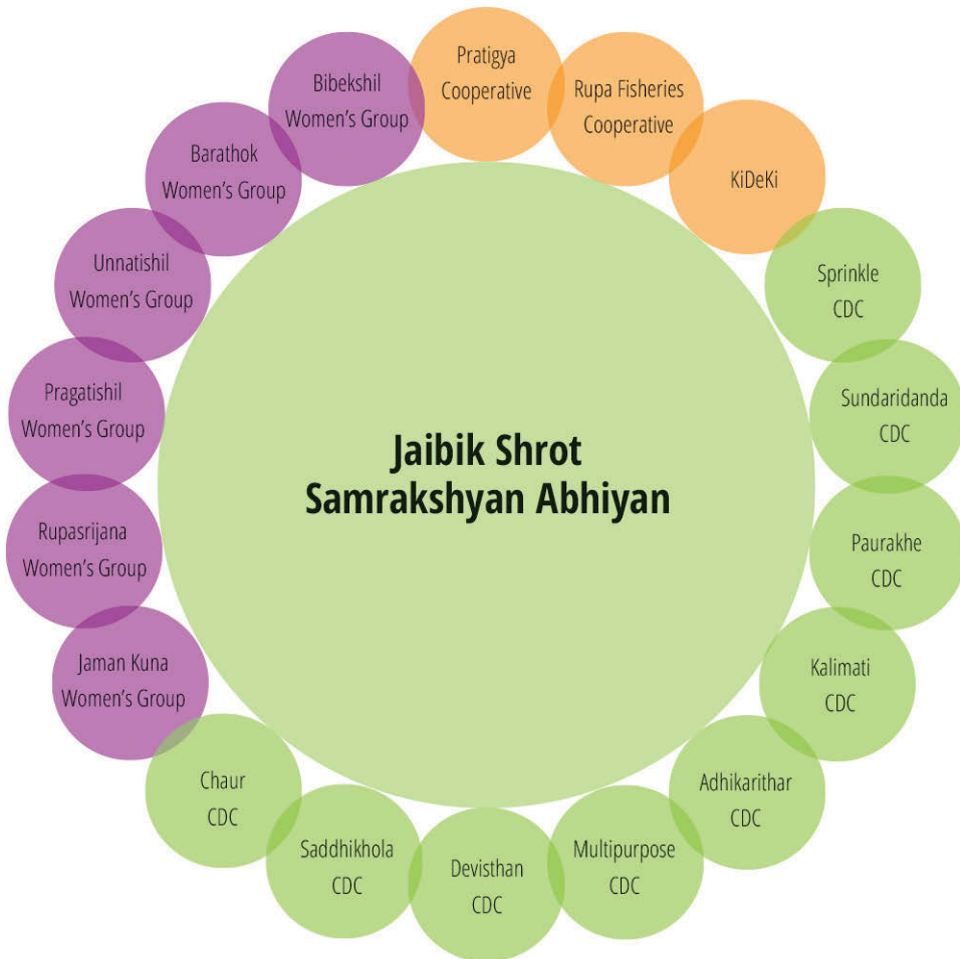 Pratigya
Cooperative
Rupa Fisheries
Cooperative
KiDeKi
Sprinkle
CDC
Sundaridanda
CDC
Paurakhe
CDC
Kalimati
CDC
Adhikarithar
CDC
Multipurpose
CDC
Devisthan
CDC
Saddhikhola
CDC
Chaur
CDC
Jaman Kuna
Women's Group
Rupasrijana
Women's Group
Pragatishil
Women's Group
Unnatishil
Women's Group
Barathok
Women's Group
Bibekshil
Women's Group
Jaibik Shrot
Samrakshyan Abhiyan